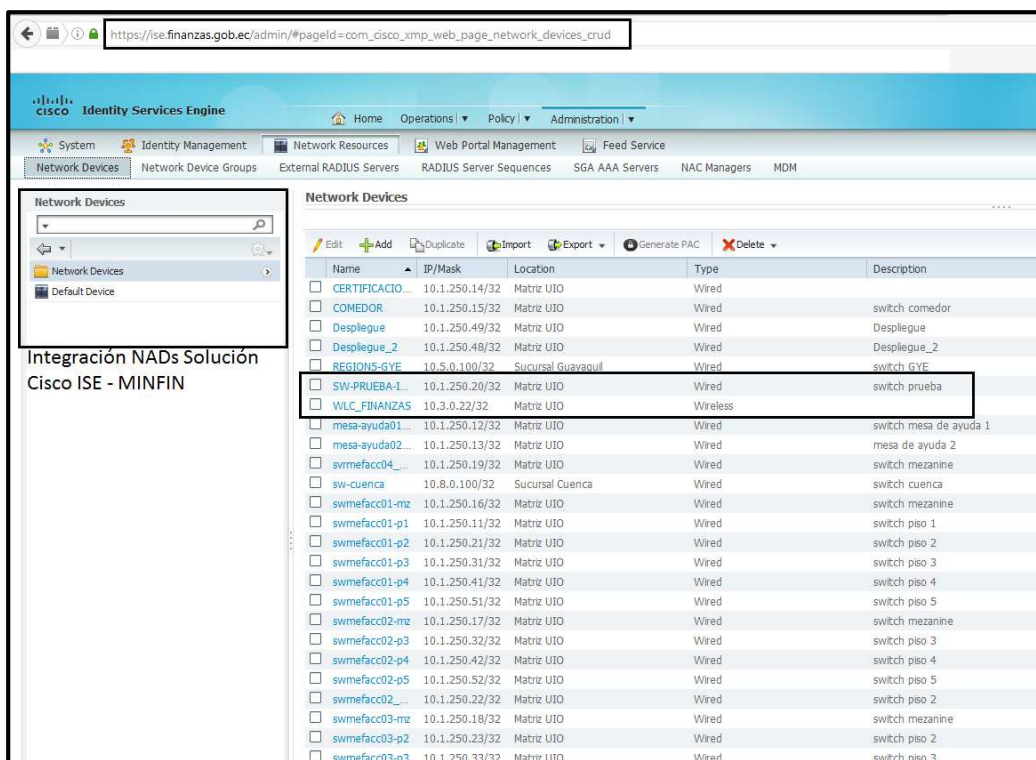 https://ise.finanzas.gob.ec/admin/#pageId=com_cisco_xmp_web_page_network_devices_crud
CISCO Identity Services Engine
Home Operations Policy Administration
System Identity Management Network Resources Web Portal Management Feed Service
Network Devices Network Device Groups External RADIUS Servers RADIUS Server Sequences SGA AAA Servers NAC Managers MDM
Network Devices
Network Devices
Default Device
Integración NADs Solución
Cisco ISE - MINFIN
Network Devices
Edit Add Duplicate Import Export Generate PAC Delete
Name IP/Mask Location Type Description
CERTIFICACIO... 10.1.250.14/32 Matriz UIO Wired
COMEDOR 10.1.250.15/32 Matriz UIO Wired switch comedor
Despliegue 10.1.250.49/32 Matriz UIO Wired Despliegue
Despliegue_2 10.1.250.48/32 Matriz UIO Wired Despliegue_2
REGION5-GYE 10.5.0.100/32 Sucursal Guayaquil Wired switch GYE
SW-PRUEBA-I... 10.1.250.20/32 Matriz UIO Wired switch prueba
WLC_FINANZAS 10.3.0.22/32 Matriz UIO Wireless
mesa-ayuda01... 10.1.250.12/32 Matriz UIO Wired switch mesa de ayuda 1
mesa-ayuda02... 10.1.250.13/32 Matriz UIO Wired mesa de ayuda 2
svrmefacc04_... 10.1.250.19/32 Matriz UIO Wired switch mezanine
sw-cuenca 10.8.0.100/32 Sucursal Cuenca Wired switch cuenca
swmefacc01-mz 10.1.250.16/32 Matriz UIO Wired switch mezanine
swmefacc01-p1 10.1.250.11/32 Matriz UIO Wired switch piso 1
swmefacc01-p2 10.1.250.21/32 Matriz UIO Wired switch piso 2
swmefacc01-p3 10.1.250.31/32 Matriz UIO Wired switch piso 3
swmefacc01-p4 10.1.250.41/32 Matriz UIO Wired switch piso 4
swmefacc01-p5 10.1.250.51/32 Matriz UIO Wired switch piso 5
swmefacc02-mz 10.1.250.17/32 Matriz UIO Wired switch mezanine
swmefacc02-p3 10.1.250.32/32 Matriz UIO Wired switch piso 3
swmefacc02-p4 10.1.250.42/32 Matriz UIO Wired switch piso 4
swmefacc02-p5 10.1.250.52/32 Matriz UIO Wired switch piso 5
swmefacc02_... 10.1.250.22/32 Matriz UIO Wired switch piso 2
swmefacc03-mz 10.1.250.18/32 Matriz UIO Wired switch mezanine
swmefacc03-p2 10.1.250.23/32 Matriz UIO Wired switch piso 2
swmefacc03-p3 10.1.250.33/32 Matriz UIO Wired switch piso 3